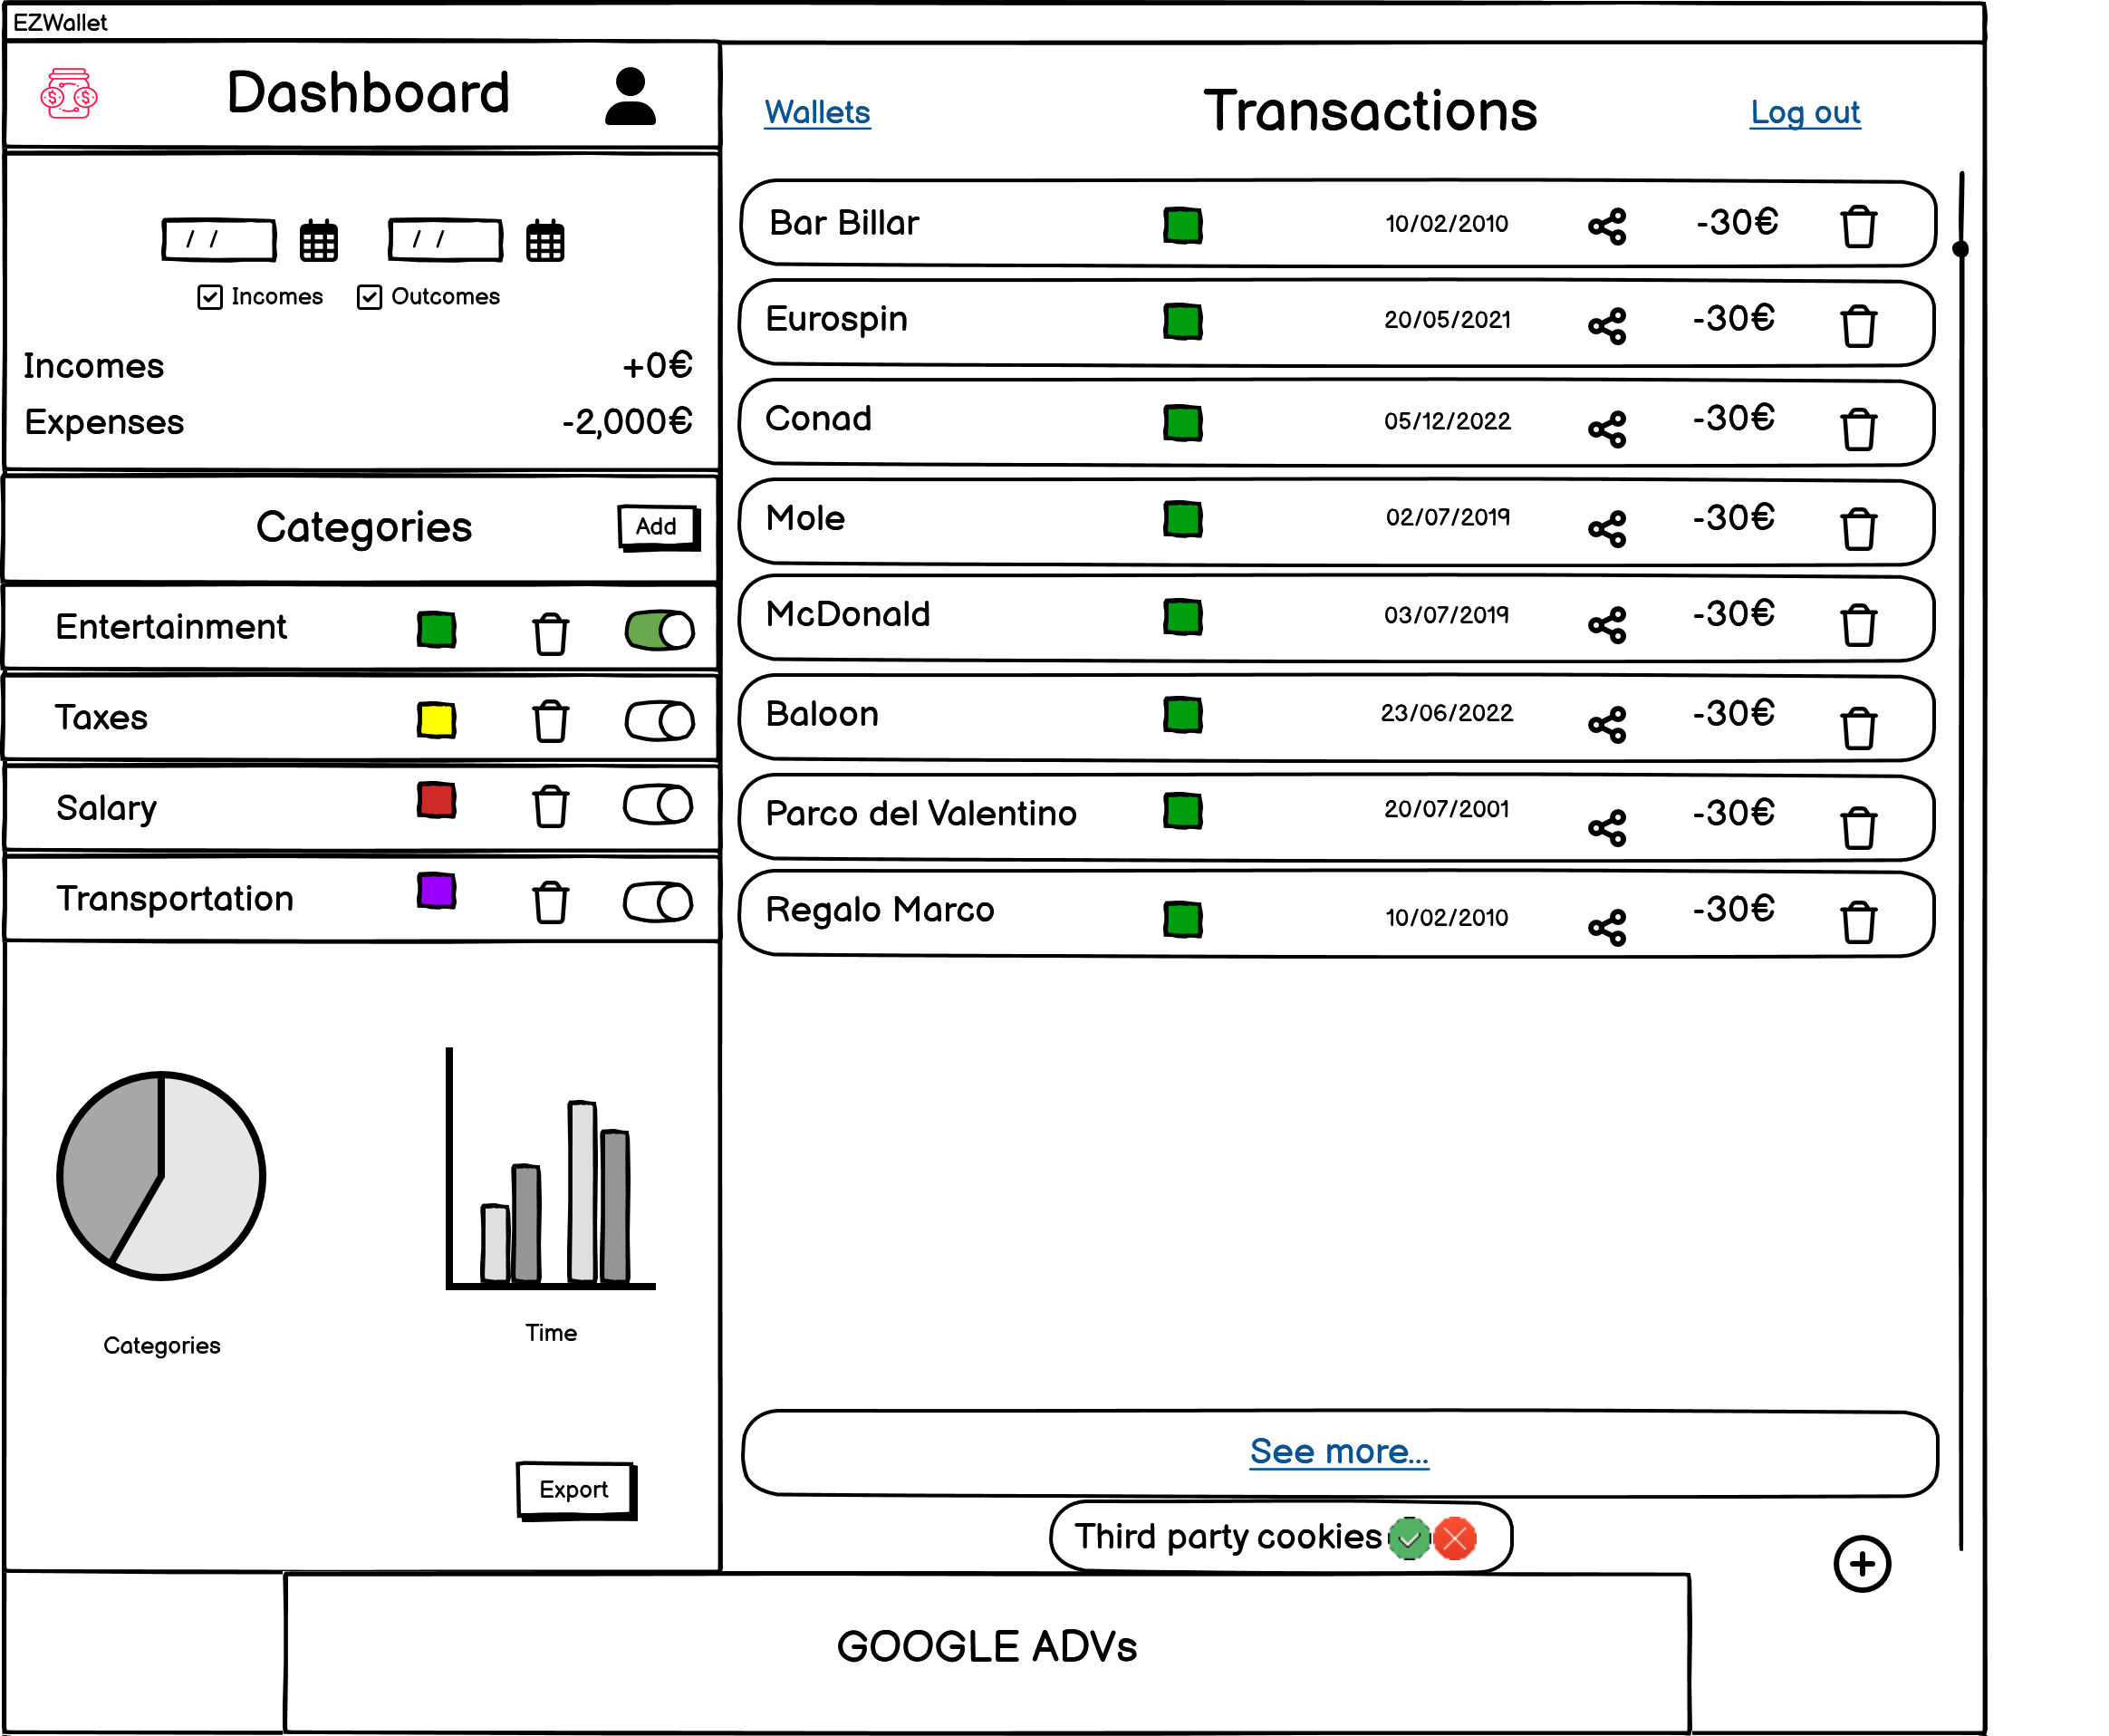 EZWallet
Dashboard
/ /
/ /
Incomes
Outcomes
Incomes +0€
Expenses -2,000€
Categories
Add
Entertainment
Taxes
Salary
Transportation
Categories
Time
Export
Wallets
Transactions
Log out
Bar Billar 10/02/2010 -30€
Eurospin 20/05/2021 -30€
Conad 05/12/2022 -30€
Mole 02/07/2019 -30€
McDonald 03/07/2019 -30€
Baloon 23/06/2022 -30€
Parco del Valentino 20/07/2001 -30€
Regalo Marco 10/02/2010 -30€
See more...
Third party cookies
GOOGLE ADVs